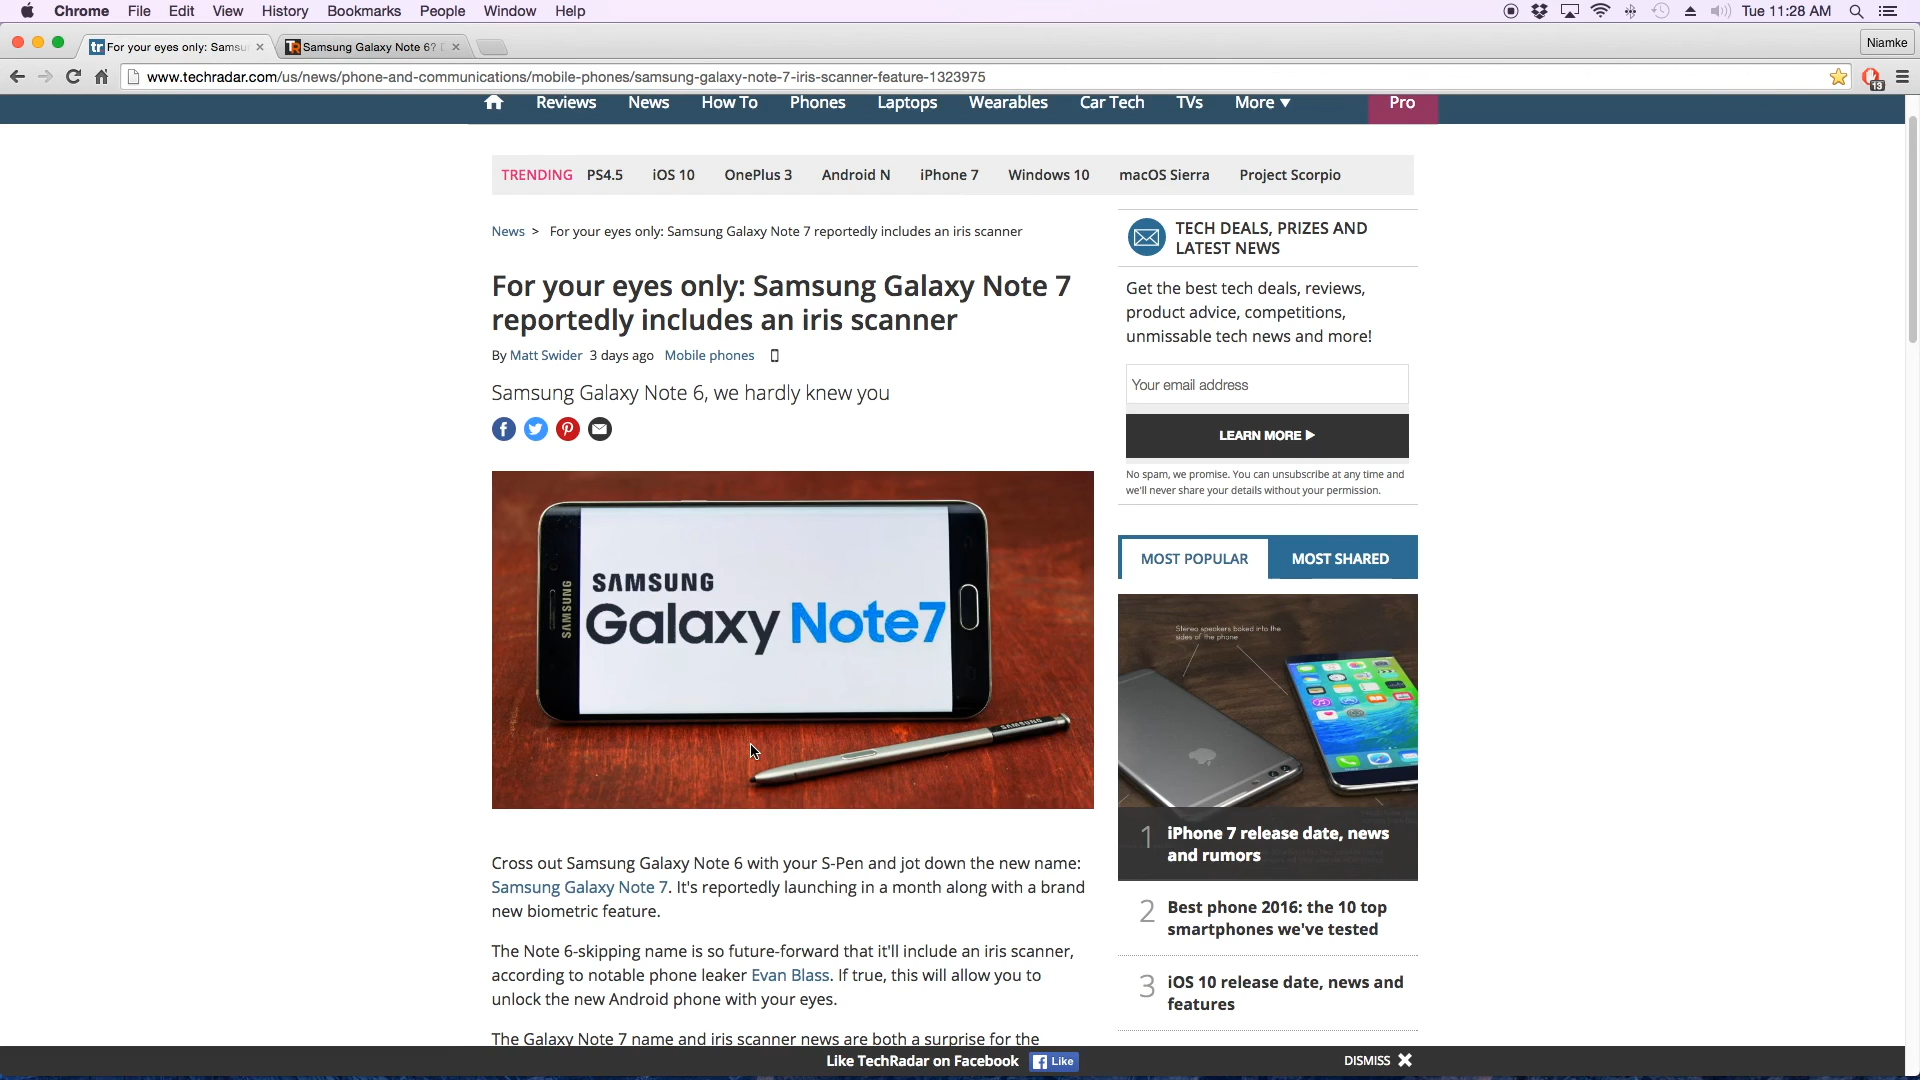 Chrome File Edit View History Bookmarks People Window Help Tue 11:28 AM
For your eyes only: Samsu Samsung Galaxy Note 6? Niamke
www.techradar.com/us/news/phone-and-communications/mobile-phones/samsung-galaxy-note-7-iris-scanner-feature-1323975 13
Reviews News How To Phones Laptops Wearables Car Tech TVs More ▼ Pro
TRENDING PS4.5 iOS 10 OnePlus 3 Android N iPhone 7 Windows 10 macOS Sierra Project Scorpio
News > For your eyes only: Samsung Galaxy Note 7 reportedly includes an iris scanner
For your eyes only: Samsung Galaxy Note 7
reportedly includes an iris scanner
By Matt Swider 3 days ago Mobile phones
Samsung Galaxy Note 6, we hardly knew you
SAMSUNG
SAMSUNG
Galaxy Note7
SAMSUNG
Cross out Samsung Galaxy Note 6 with your S-Pen and jot down the new name:
Samsung Galaxy Note 7. It's reportedly launching in a month along with a brand
new biometric feature.
The Note 6-skipping name is so future-forward that it'll include an iris scanner,
according to notable phone leaker Evan Blass. If true, this will allow you to
unlock the new Android phone with your eyes.
The Galaxy Note 7 name and iris scanner news are both a surprise for the
TECH DEALS, PRIZES AND
LATEST NEWS
Get the best tech deals, reviews,
product advice, competitions,
unmissable tech news and more!
Your email address
LEARN MORE ▶
No spam, we promise. You can unsubscribe at any time and
we'll never share your details without your permission.
MOST POPULAR MOST SHARED
Stereo speakers baked into the
sides of the phone
1 iPhone 7 release date, news
and rumors
2 Best phone 2016: the 10 top
smartphones we've tested
3 iOS 10 release date, news and
features
Like TechRadar on Facebook Like DISMISS